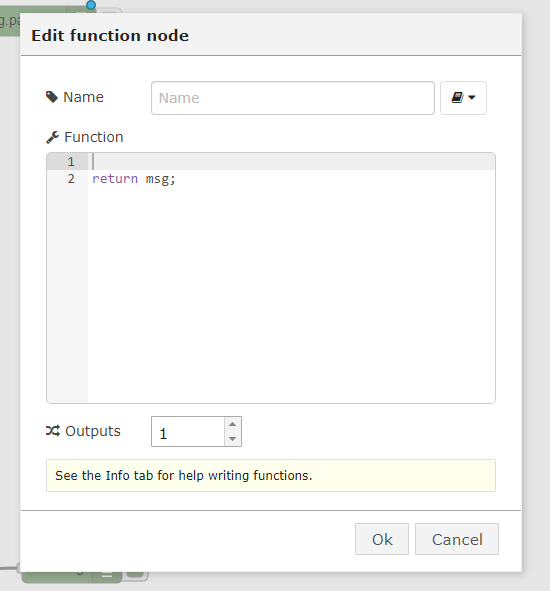 g.pa
Edit function node
Name
Name
Function
1
2 return msg;
Outputs
1
See the Info tab for help writing functions.
Ok
Cancel